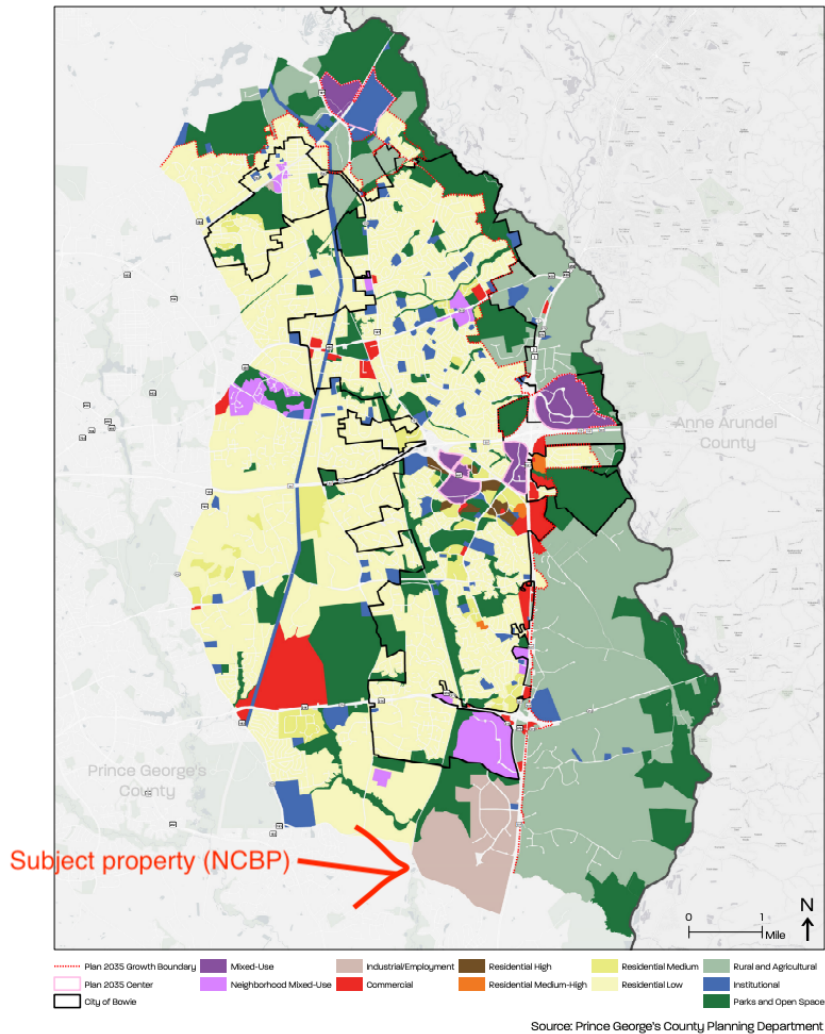 Anne Arundel
County
Prince George's
County
Subject property (NCBP)
N
0 1
Mile
Plan 2035 Growth Boundary
Mixed-Use
Industrial/Employment
Residential High
Residential Medium
Rural and Agricultural
Plan 2035 Center
Neighborhood Mixed-Use
Commercial
Residential Medium-High
Residential Low
Institutional
City of Bowie
Parks and Open Space
Source: Prince George's County Planning Department